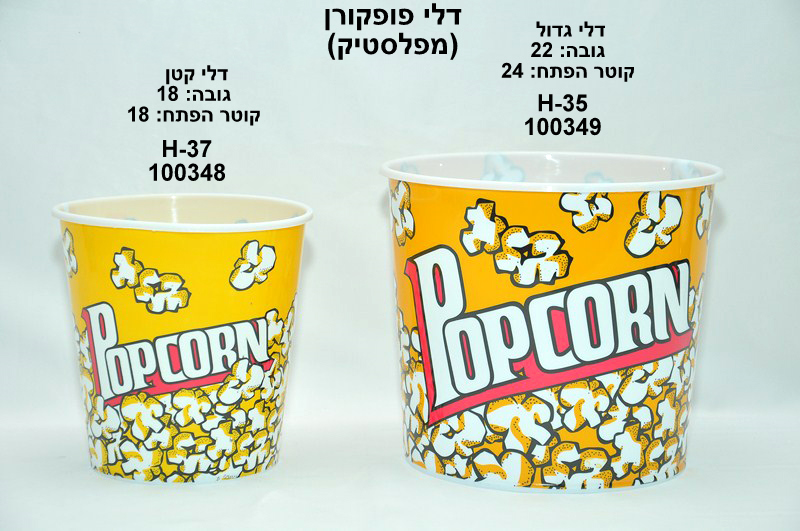 דלי פופקורן
(מפלסטיק)
דלי גדול
גובה: 22
קוטר הפתח: 24
H-35
100349
דלי קטן
גובה: 18
קוטר הפתח: 18
H-37
100348
POPCORN
POPCORN